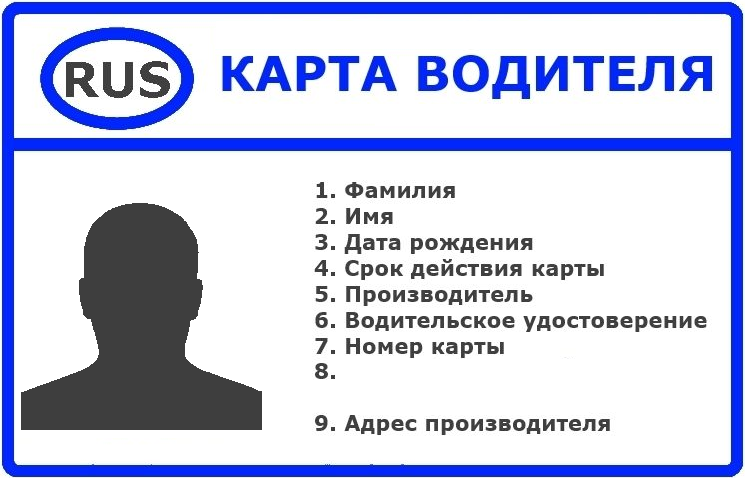 RUS
КАРТА ВОДИТЕЛЯ
1. Фамилия
2. Имя
3. Дата рождения
4. Срок действия карты
5. Производитель
6. Водительское удостоверение
7. Номер карты
8.
9. Адрес производителя